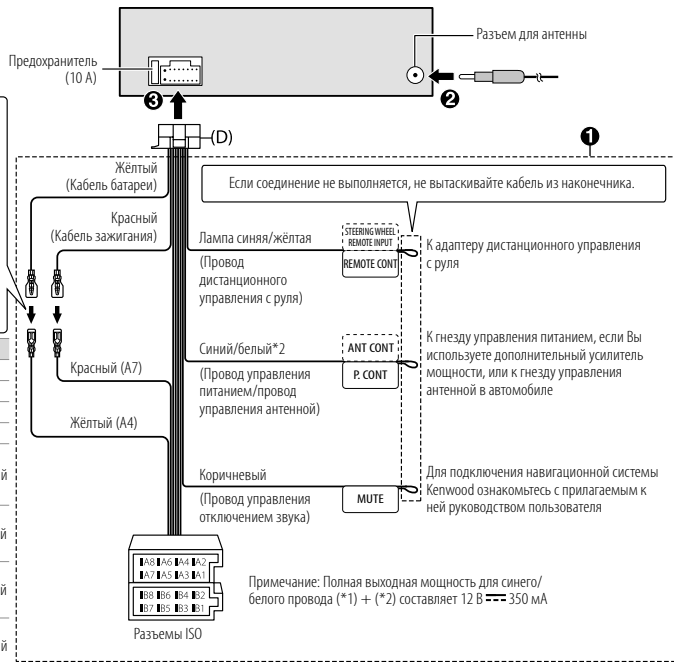 Предохранитель
(10 А)
Разъем для антенны
❸
❷
(D)
❶
Жёлтый
(Кабель батареи)
Если соединение не выполняется, не вытаскивайте кабель из наконечника.
Красный
(Кабель зажигания)
Лампа синяя/жёлтая
(Провод
дистанционного
управления с руля)
STEERING WHEEL
REMOTE INPUT
REMOTE CONT
К адаптеру дистанционного управления
с руля
Синий/белый*2
(Провод управления
питанием/провод
управления антенной)
ANT CONT
P. CONT
К гнезду управления питанием, если Вы
используете дополнительный усилитель
мощности, или к гнезду управления
антенной в автомобиле
Красный (A7)
Жёлтый (A4)
Коричневый
(Провод управления
отключением звука)
MUTE
Для подключения навигационной системы
Kenwood ознакомьтесь с прилагаемым к
ней руководством пользователя
й
й
й
й
A8 A6 A4 A2
A7 A5 A3 A1
B8 B6 B4 B2
B7 B5 B3 B1
Разъемы ISO
Примечание: Полная выходная мощность для синего/
белого провода (*1) + (*2) составляет 12 В ⎓ 350 мА